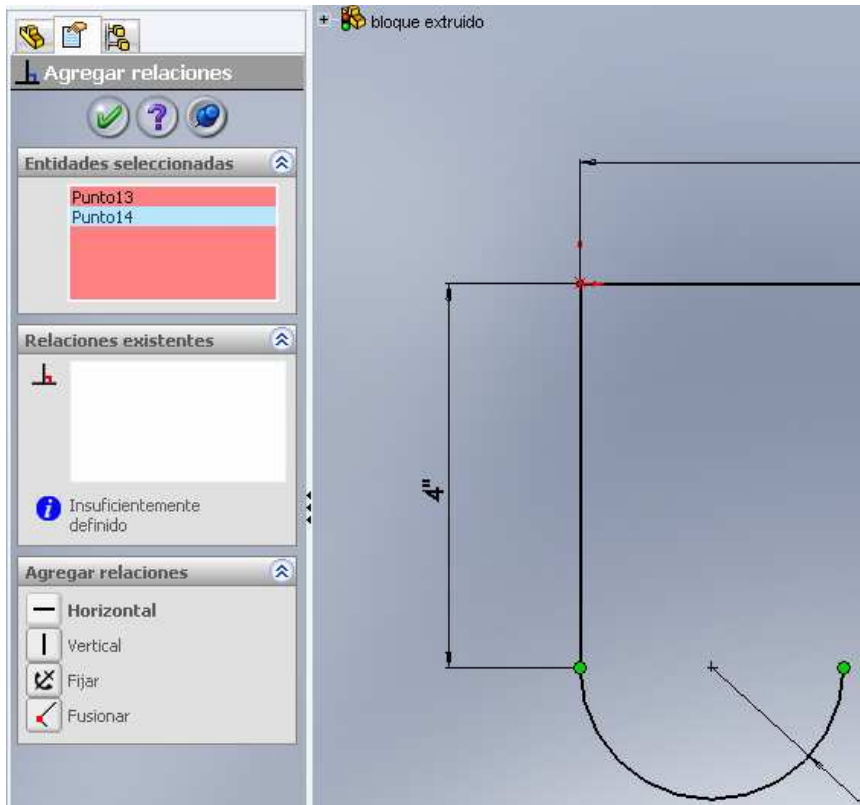 Agregar relaciones
?
Entidades seleccionadas
Punto13
Punto14
Relaciones existentes
i Insuficientemente
definido
Agregar relaciones
Horizontal
Vertical
Fijar
Fusionar
+ bloque extruido
4"